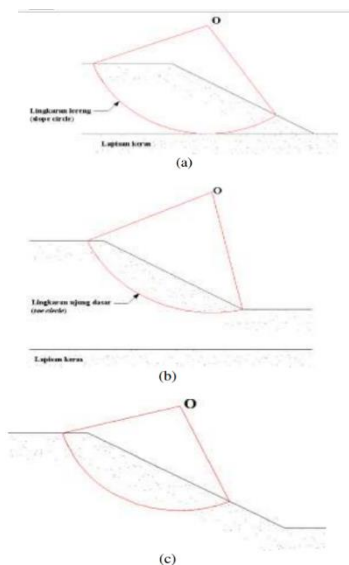 O
Lingkaran lereng
(slope circle)
Lapisan keras
(a)
O
Lingkaran ujung dasar
(toe circle)
Lapisan keras
(b)
O
(c)